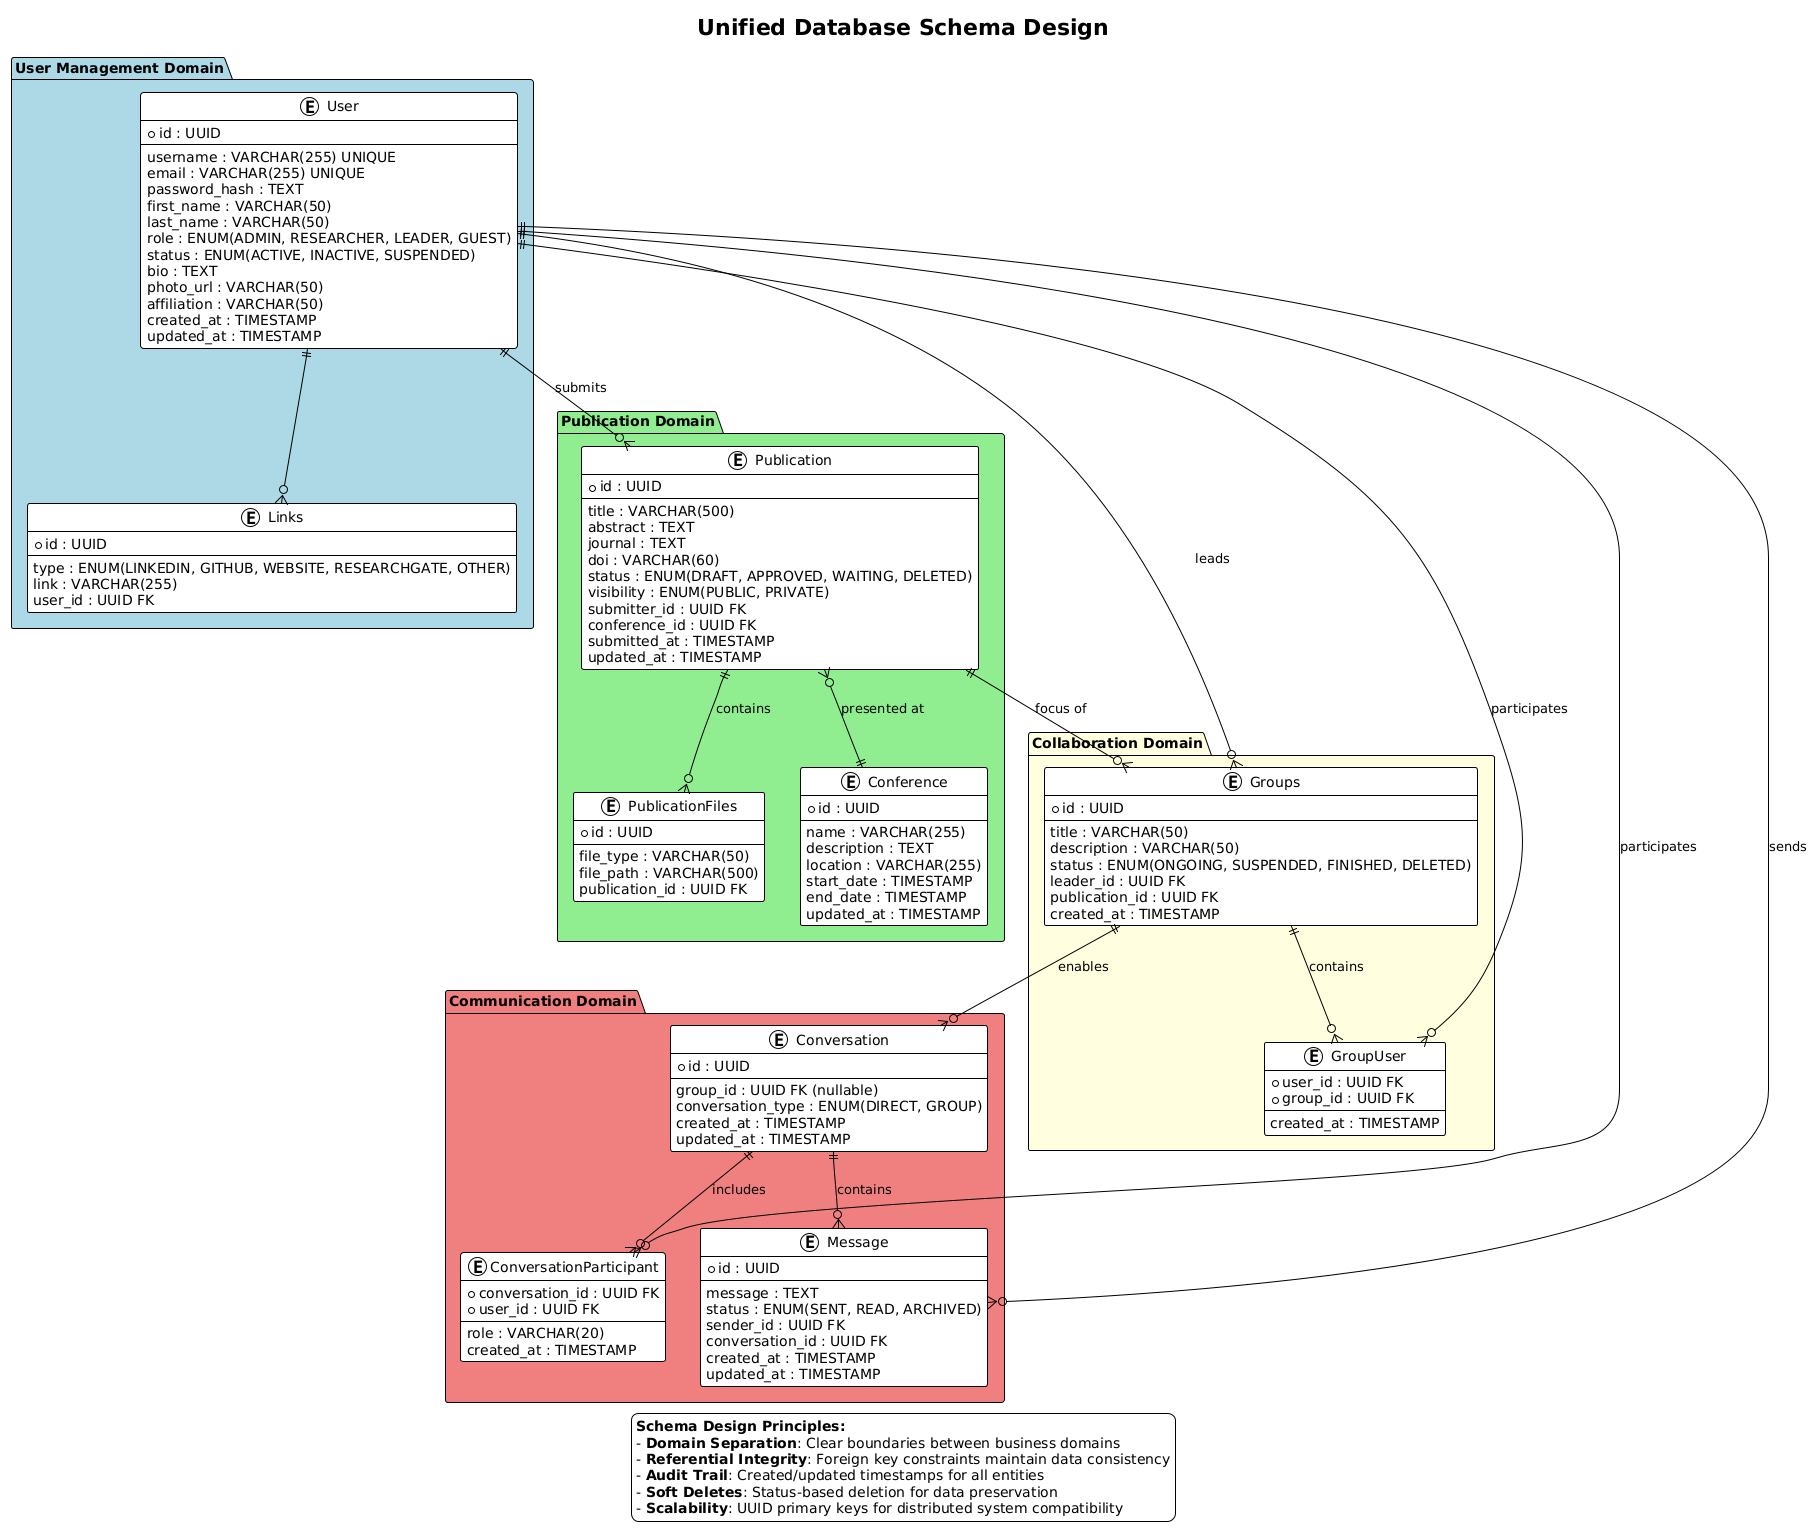 Unified Database Schema Design
User Management Domain
E User
id : UUID
username : VARCHAR(255) UNIQUE
email : VARCHAR(255) UNIQUE
password_hash : TEXT
first_name : VARCHAR(50)
last_name : VARCHAR(50)
role : ENUM(ADMIN, RESEARCHER, LEADER, GUEST)
status : ENUM(ACTIVE, INACTIVE, SUSPENDED)
bio : TEXT
photo_url : VARCHAR(50)
affiliation : VARCHAR(50)
created_at : TIMESTAMP
updated_at : TIMESTAMP
E Links
id : UUID
type : ENUM(LINKEDIN, GITHUB, WEBSITE, RESEARCHGATE, OTHER)
link : VARCHAR(255)
user_id : UUID FK
submits
Publication Domain
E Publication
id : UUID
title : VARCHAR(500)
abstract : TEXT
journal : TEXT
doi : VARCHAR(60)
status : ENUM(DRAFT, APPROVED, WAITING, DELETED)
visibility : ENUM(PUBLIC, PRIVATE)
submitter_id : UUID FK
conference_id : UUID FK
submitted_at : TIMESTAMP
updated_at : TIMESTAMP
contains
presented at
focus of
leads
participates
participates
sends
E PublicationFiles
id : UUID
file_type : VARCHAR(50)
file_path : VARCHAR(500)
publication_id : UUID FK
E Conference
id : UUID
name : VARCHAR(255)
description : TEXT
location : VARCHAR(255)
start_date : TIMESTAMP
end_date : TIMESTAMP
updated_at : TIMESTAMP
Collaboration Domain
E Groups
id : UUID
title : VARCHAR(50)
description : VARCHAR(50)
status : ENUM(ONGOING, SUSPENDED, FINISHED, DELETED)
leader_id : UUID FK
publication_id : UUID FK
created_at : TIMESTAMP
enables
contains
E GroupUser
user_id : UUID FK
group_id : UUID FK
created_at : TIMESTAMP
Communication Domain
E Conversation
id : UUID
group_id : UUID FK (nullable)
conversation_type : ENUM(DIRECT, GROUP)
created_at : TIMESTAMP
updated_at : TIMESTAMP
includes
contains
E ConversationParticipant
conversation_id : UUID FK
user_id : UUID FK
role : VARCHAR(20)
created_at : TIMESTAMP
E Message
id : UUID
message : TEXT
status : ENUM(SENT, READ, ARCHIVED)
sender_id : UUID FK
conversation_id : UUID FK
created_at : TIMESTAMP
updated_at : TIMESTAMP
Schema Design Principles:
- Domain Separation: Clear boundaries between business domains
- Referential Integrity: Foreign key constraints maintain data consistency
- Audit Trail: Created/updated timestamps for all entities
- Soft Deletes: Status-based deletion for data preservation
- Scalability: UUID primary keys for distributed system compatibility